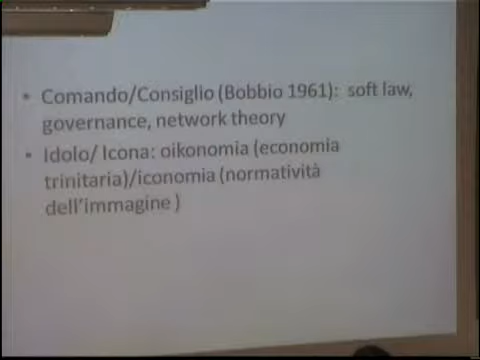 • Comando/Consiglio (Bobbio 1961): soft law,
governance, network theory
• Idolo/ Icona: oikonomia (economia
trinitaria)/iconomia (normatività
dell'immagine )